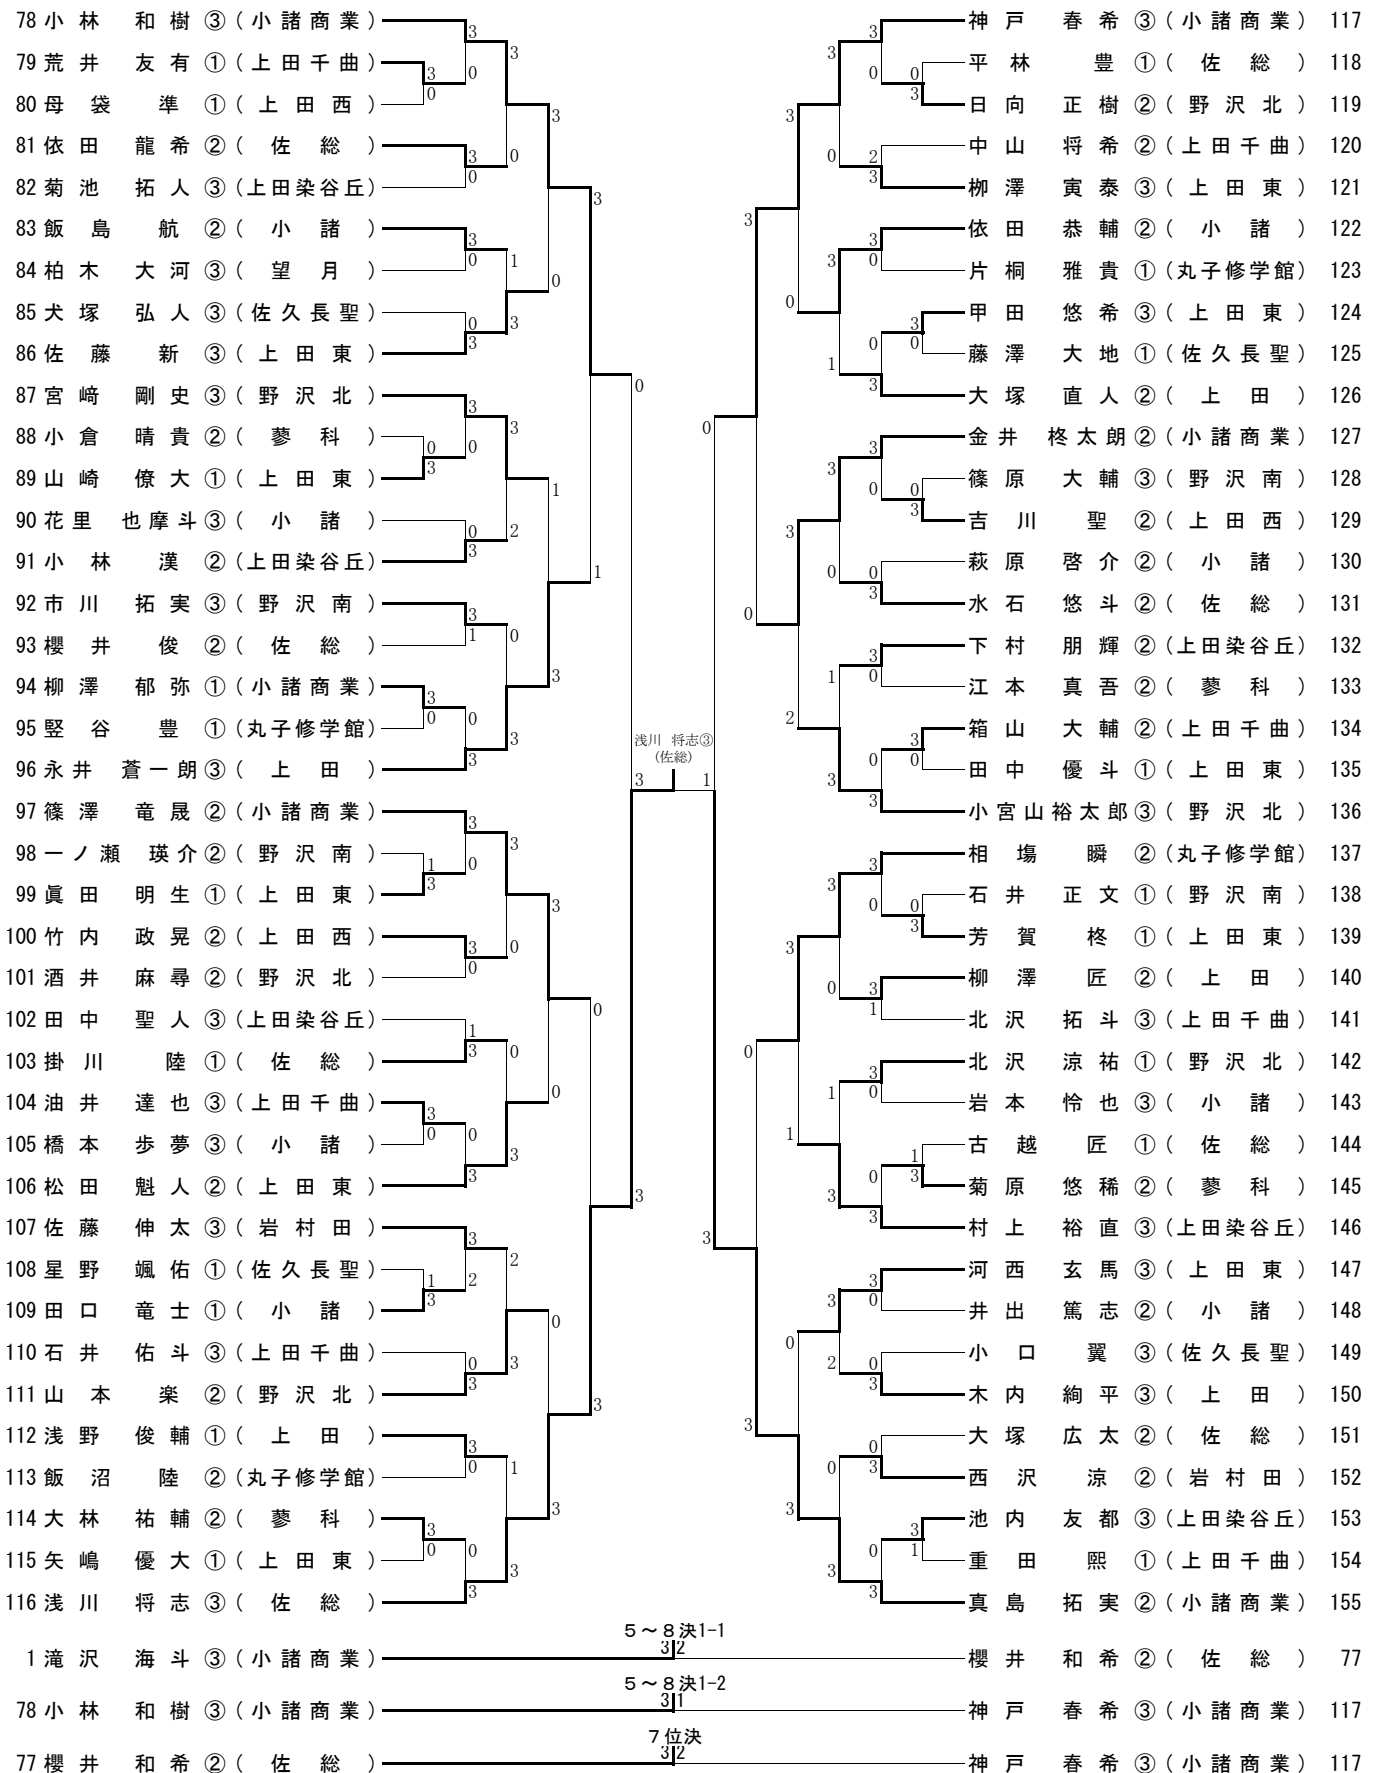 78 小林 和樹 ③ (小諸商業)
79 荒井 友有 ① (上田千曲)
80 母袋 準 ① (上田西)
81 依田 龍希 ② (佐総)
82 菊池 拓人 ③ (上田染谷丘)
83 飯島 航 ② (小諸)
84 柏木 大河 ③ (望月)
85 犬塚 弘人 ③ (佐久長聖)
86 佐藤 新 ③ (上田東)
87 宮﨑 剛史 ③ (野沢北)
88 小倉 晴貴 ② (蓼科)
89 山崎 僚大 ① (上田東)
90 花里 也摩斗 ③ (小諸)
91 小林 漢 ② (上田染谷丘)
92 市川 拓実 ③ (野沢南)
93 櫻井 俊 ② (佐総)
94 柳澤 郁弥 ① (小諸商業)
95 竪谷 豊 ① (丸子修学館)
96 永井 蒼一朗 ③ (上田)
97 篠澤 竜晟 ② (小諸商業)
98 一ノ瀬 瑛介 ② (野沢南)
99 眞田 明生 ① (上田東)
100 竹内 政晃 ② (上田西)
101 酒井 麻尋 ② (野沢北)
102 田中 聖人 ③ (上田染谷丘)
103 掛川 陸 ① (佐総)
104 油井 達也 ③ (上田千曲)
105 橋本 歩夢 ③ (小諸)
106 松田 魁人 ② (上田東)
107 佐藤 伸太 ③ (岩村田)
108 星野 颯佑 ① (佐久長聖)
109 田口 竜士 ① (小諸)
110 石井 佑斗 ③ (上田千曲)
111 山本 楽 ② (野沢北)
112 浅野 俊輔 ① (上田)
113 飯沼 陸 ② (丸子修学館)
114 大林 祐輔 ② (蓼科)
115 矢嶋 優大 ① (上田東)
116 浅川 将志 ③ (佐総)
浅川 将志③
(佐総)
3 1
神戸 春希 ③ (小諸商業) 117
平林 豊 ① (佐総) 118
日向 正樹 ② (野沢北) 119
中山 将希 ② (上田千曲) 120
栁澤 寅泰 ③ (上田東) 121
依田 恭輔 ② (小諸) 122
片桐 雅貴 ① (丸子修学館) 123
甲田 悠希 ③ (上田東) 124
藤澤 大地 ① (佐久長聖) 125
大塚 直人 ② (上田) 126
金井 柊太朗 ② (小諸商業) 127
篠原 大輔 ③ (野沢南) 128
吉川 聖 ② (上田西) 129
萩原 啓介 ② (小諸) 130
水石 悠斗 ② (佐総) 131
下村 朋輝 ② (上田染谷丘) 132
江本 真吾 ② (蓼科) 133
箱山 大輔 ② (上田千曲) 134
田中 優斗 ① (上田東) 135
小宮山 裕太郎 ③ (野沢北) 136
相塲 瞬 ② (丸子修学館) 137
石井 正文 ① (野沢南) 138
芳賀 柊 ① (上田東) 139
柳澤 匠 ② (上田) 140
北沢 拓斗 ③ (上田千曲) 141
北沢 涼祐 ① (野沢北) 142
岩本 怜也 ③ (小諸) 143
古越 匠 ① (佐総) 144
菊原 悠稀 ② (蓼科) 145
村上 裕直 ③ (上田染谷丘) 146
河西 玄馬 ③ (上田東) 147
井出 篤志 ② (小諸) 148
小口 翼 ③ (佐久長聖) 149
木内 絢平 ③ (上田) 150
大塚 広太 ② (佐総) 151
西沢 涼 ② (岩村田) 152
池内 友都 ③ (上田染谷丘) 153
重田 熙 ① (上田千曲) 154
真島 拓実 ② (小諸商業) 155
5～8決1-1
1 滝沢 海斗 ③ (小諸商業) 3 2 櫻井 和希 ② (佐総) 77
5～8決1-2
78 小林 和樹 ③ (小諸商業) 3 1 神戸 春希 ③ (小諸商業) 117
7位決
77 櫻井 和希 ② (佐総) 3 2 神戸 春希 ③ (小諸商業) 117